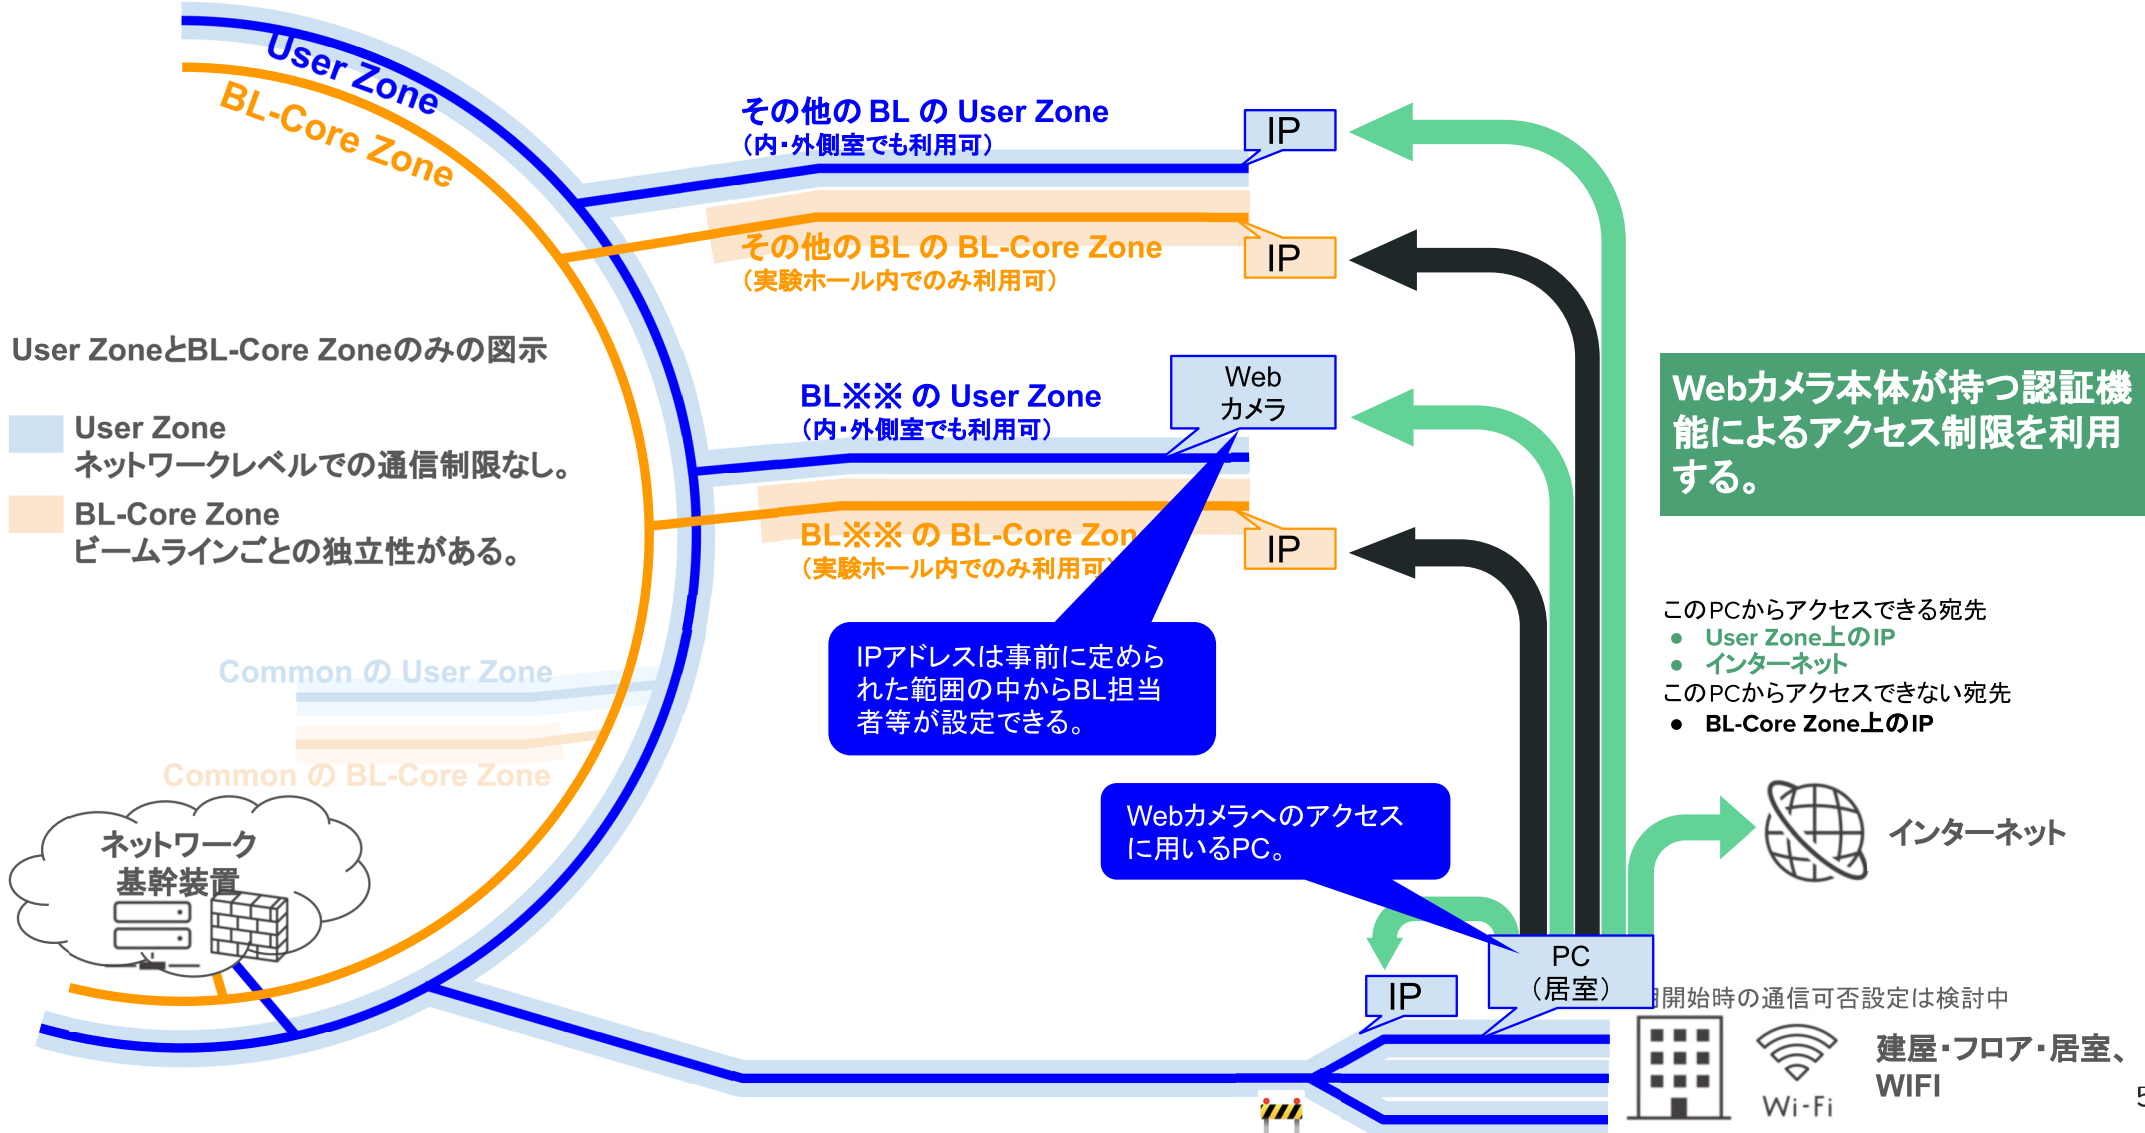 User Zone
BL-Core Zone
その他の BL の User Zone
（内・外側室でも利用可）
IP
その他の BL の BL-Core Zone
（実験ホール内でのみ利用可）
IP
User ZoneとBL-Core Zoneのみの図示
User Zone
ネットワークレベルでの通信制限なし。
BL-Core Zone
ビームラインごとの独立性がある。
BL※※ の User Zone
（内・外側室でも利用可）
Web
カメラ
BL※※ の BL-Core Zon
（実験ホール内でのみ利用可）
IP
Webカメラ本体が持つ認証機
能によるアクセス制限を利用
する。
IPアドレスは事前に定めら
れた範囲の中からBL担当
者等が設定できる。
このPCからアクセスできる宛先
● User Zone上のIP
● インターネット
このPCからアクセスできない宛先
● BL-Core Zone上のIP
Common の User Zone
Common の BL-Core Zone
ネットワーク
基幹装置
Webカメラへのアクセス
に用いるPC。
インターネット
IP
PC
（居室）
開始時の通信可否設定は検討中
Wi-Fi
建屋・フロア・居室、
WIFI